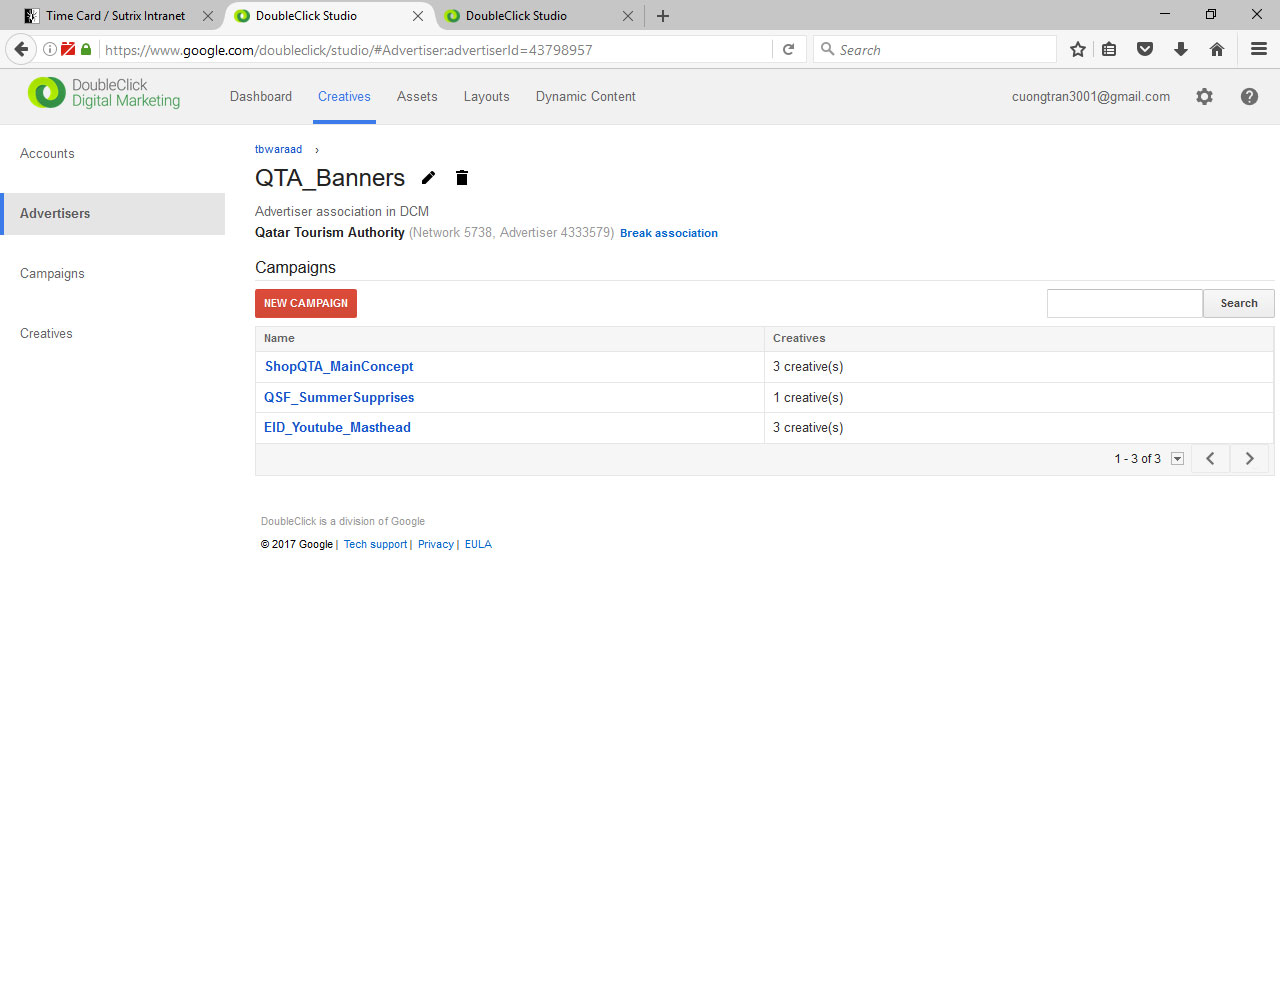 Time Card / Sutrix Intranet
DoubleClick Studio
DoubleClick Studio
https://www.google.com/doubleclick/studio/#Advertiser:advertiserId=43798957
Search
DoubleClick
Digital Marketing
Dashboard
Creatives
Assets
Layouts
Dynamic Content
cuongtran3001@gmail.com
Accounts
Advertisers
Campaigns
Creatives
tbwaraad ›
QTA_Banners
Advertiser association in DCM
Qatar Tourism Authority (Network 5738, Advertiser 4333579) Break association
Campaigns
NEW CAMPAIGN
Search
Name Creatives
ShopQTA_MainConcept 3 creative(s)
QSF_SummerSupprises 1 creative(s)
EID_Youtube_Masthead 3 creative(s)
1 - 3 of 3
DoubleClick is a division of Google
© 2017 Google | Tech support | Privacy | EULA